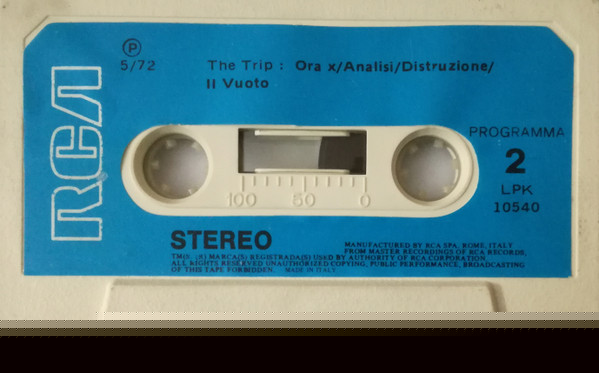 RCA
Ⓟ
5/72
The Trip : Ora x/Analisi/Distruzione/
Il Vuoto
PROGRAMMA
2
LPK
10540
100 50 0
STEREO
MANUFACTURED BY RCA SPA, ROME, ITALY
FROM MASTER RECORDINGS OF RCA RECORDS,
TM(S) (R) MARCA(S) REGISTRADA(S) USED BY AUTHORITY OF RCA CORPORATION
ALL RIGHTS RESERVED UNAUTHORIZED COPYING, PUBLIC PERFORMANCE, BROADCASTING
OF THIS TAPE FORBIDDEN. MADE IN ITALY